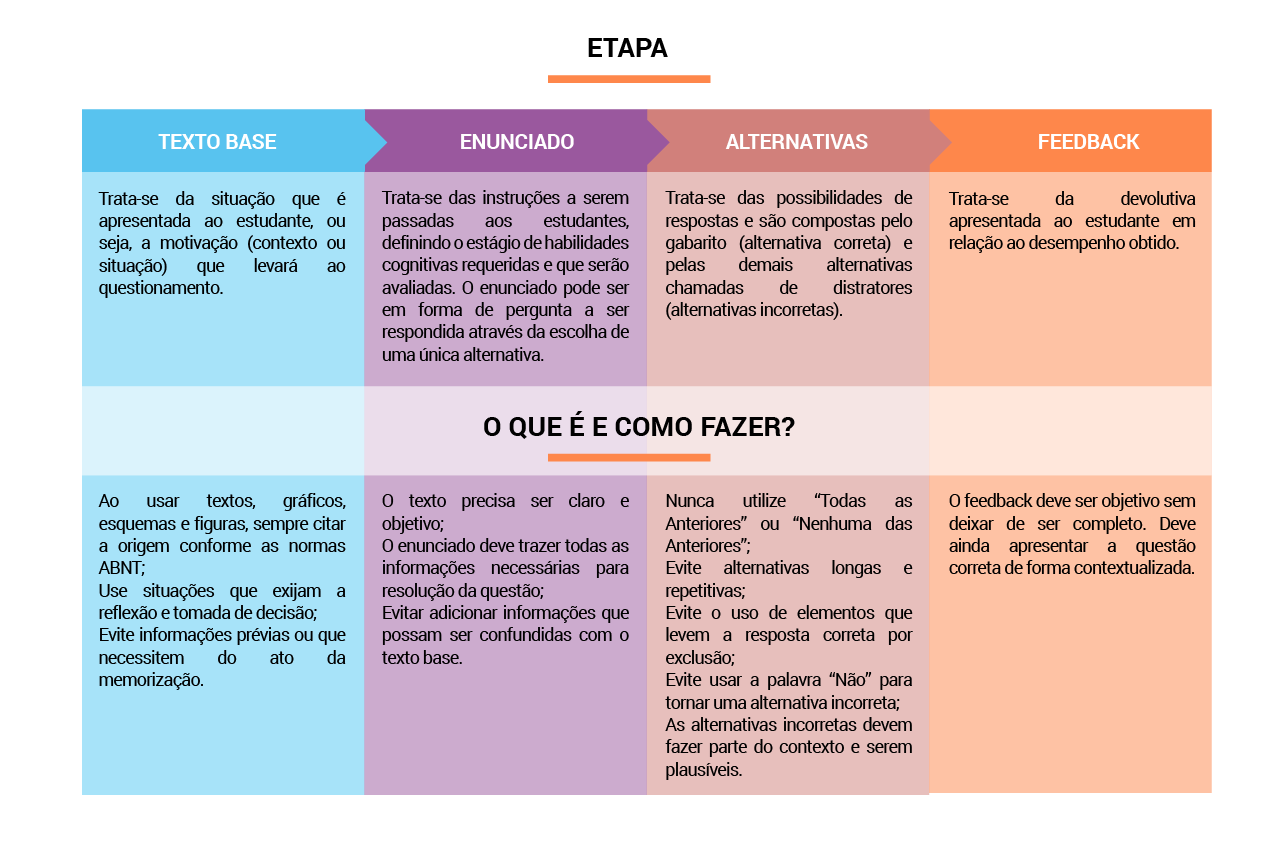 ETAPA
TEXTO BASE
ENUNCIADO
ALTERNATIVAS
FEEDBACK
Trata-se da situação que é
apresentada ao estudante, ou
seja, a motivação (contexto ou
situação) que levará ao
questionamento.
Trata-se das instruções a serem
passadas aos estudantes,
definindo o estágio de habilidades
cognitivas requeridas e que serão
avaliadas. O enunciado pode ser
em forma de pergunta a ser
respondida através da escolha de
uma única alternativa.
Trata-se das possibilidades de
respostas e são compostas pelo
gabarito (alternativa correta) e
pelas demais alternativas
chamadas de distratores
(alternativas incorretas).
Trata-se da devolutiva
apresentada ao estudante em
relação ao desempenho obtido.
O QUE É E COMO FAZER?
Ao usar textos, gráficos,
esquemas e figuras, sempre citar
a origem conforme as normas
ABNT;
Use situações que exijam a
reflexão e tomada de decisão;
Evite informações prévias ou que
necessitem do ato da
memorização.
O texto precisa ser claro e
objetivo;
O enunciado deve trazer todas as
informações necessárias para
resolução da questão;
Evitar adicionar informações que
possam ser confundidas com o
texto base.
Nunca utilize “Todas as
Anteriores” ou “Nenhuma das
Anteriores”;
Evite alternativas longas e
repetitivas;
Evite o uso de elementos que
levem a resposta correta por
exclusão;
Evite usar a palavra “Não” para
tornar uma alternativa incorreta;
As alternativas incorretas devem
fazer parte do contexto e serem
plausíveis.
O feedback deve ser objetivo sem
deixar de ser completo. Deve
ainda apresentar a questão
correta de forma contextualizada.